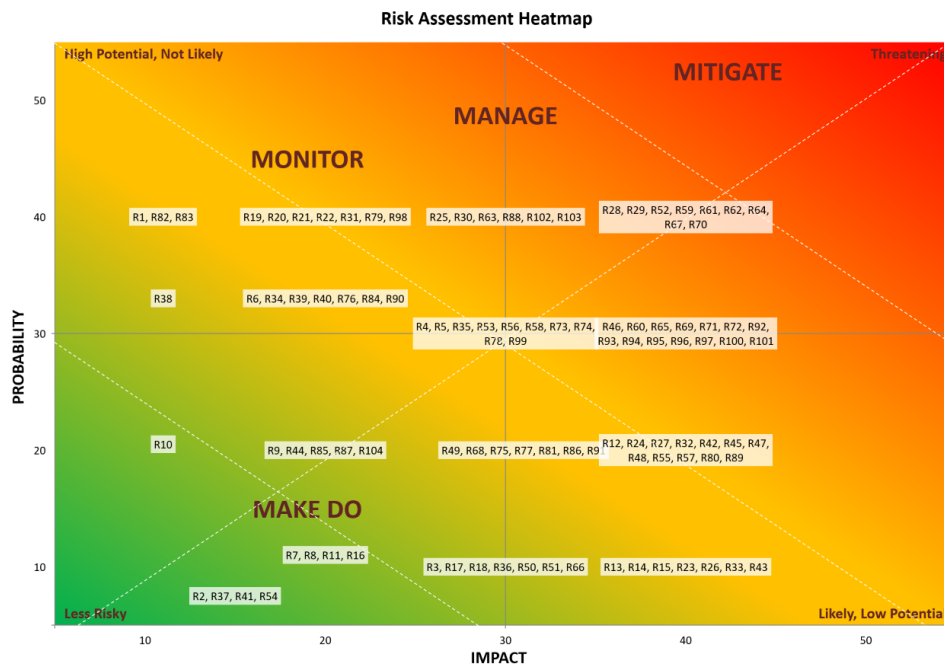 Risk Assessment Heatmap
High Potential, Not Likely
Threatening
MITIGATE
MANAGE
MONITOR
50
40
R1, R82, R83
R19, R20, R21, R22, R31, R79, R98
R25, R30, R63, R88, R102, R103
R28, R29, R52, R59, R61, R62, R64,
R67, R70
R38
R6, R34, R39, R40, R76, R84, R90
R4, R5, R35, R53, R56, R58, R73, R74,
R78, R99
R46, R60, R65, R69, R71, R72, R92,
R93, R94, R95, R96, R97, R100, R101
30
PROBABILITY
R10
R9, R44, R85, R87, R104
R49, R68, R75, R77, R81, R86, R91
R12, R24, R27, R32, R42, R45, R47,
R48, R55, R57, R80, R89
20
MAKE DO
R7, R8, R11, R16
R3, R17, R18, R36, R50, R51, R66
R13, R14, R15, R23, R26, R33, R43
10
R2, R37, R41, R54
Less Risky
Likely, Low Potential
10
20
30
40
50
IMPACT